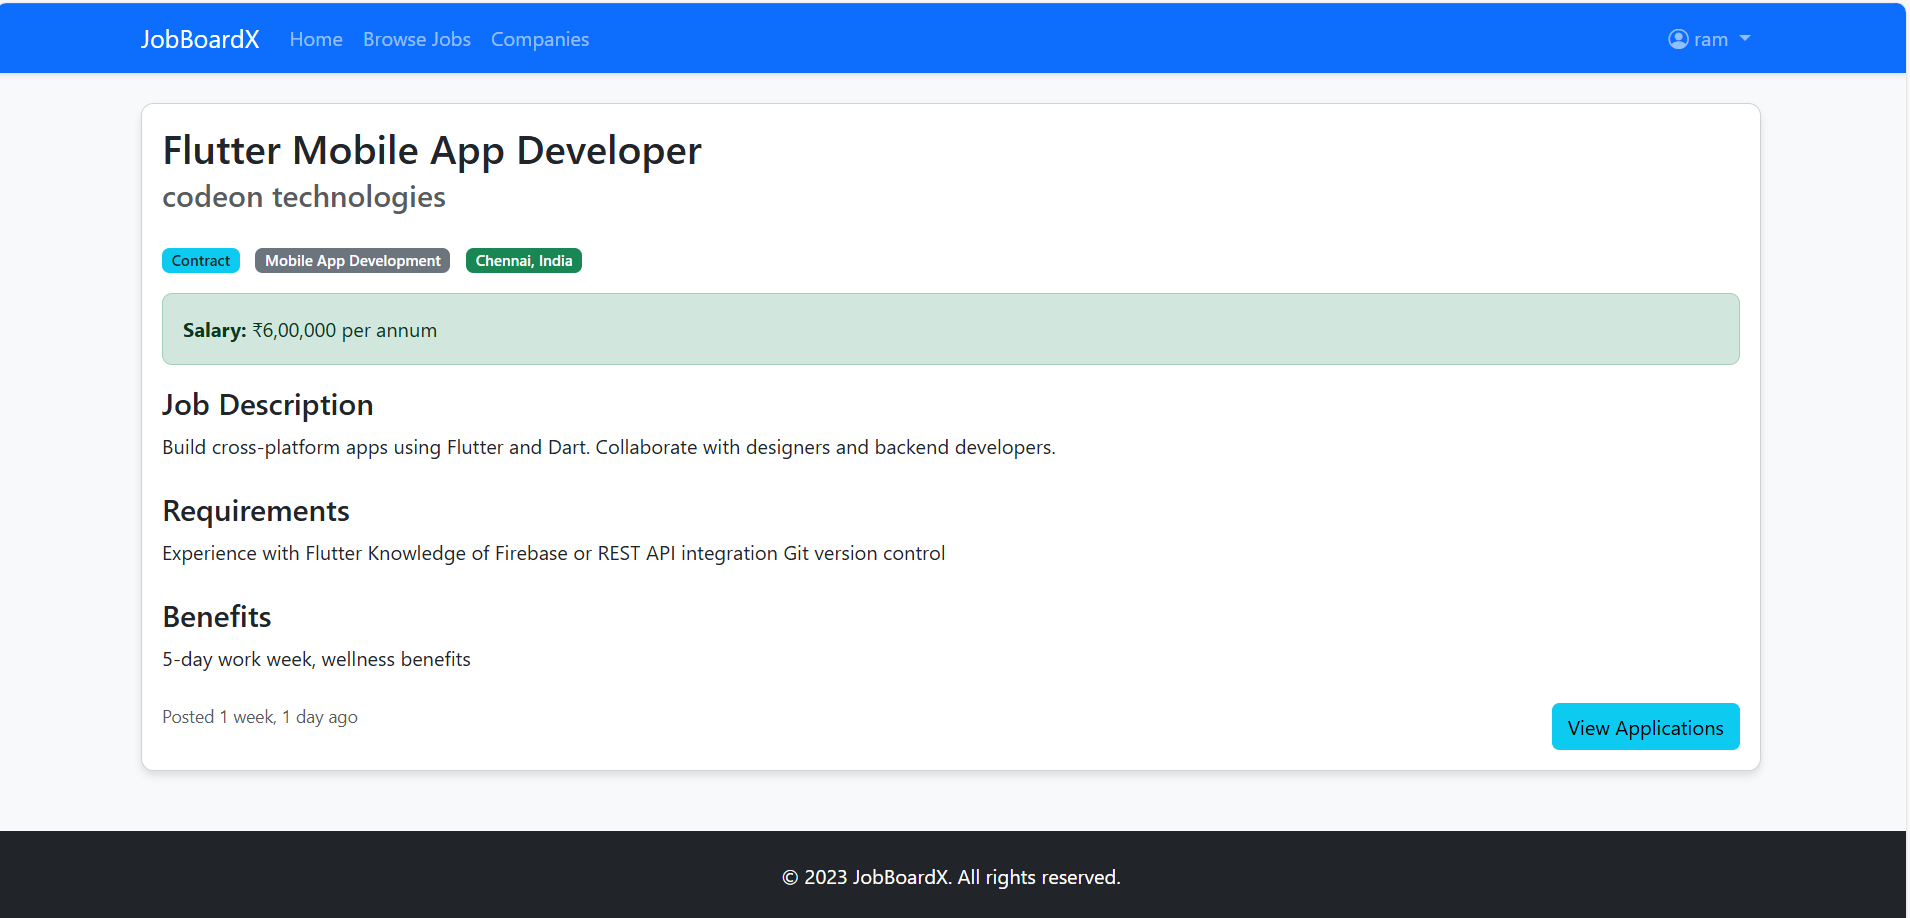 JobBoardX Home Browse Jobs Companies ram
Flutter Mobile App Developer
codeon technologies
Contract Mobile App Development Chennai, India
Salary: ₹6,00,000 per annum
Job Description
Build cross-platform apps using Flutter and Dart. Collaborate with designers and backend developers.
Requirements
Experience with Flutter Knowledge of Firebase or REST API integration Git version control
Benefits
5-day work week, wellness benefits
Posted 1 week, 1 day ago
View Applications
© 2023 JobBoardX. All rights reserved.